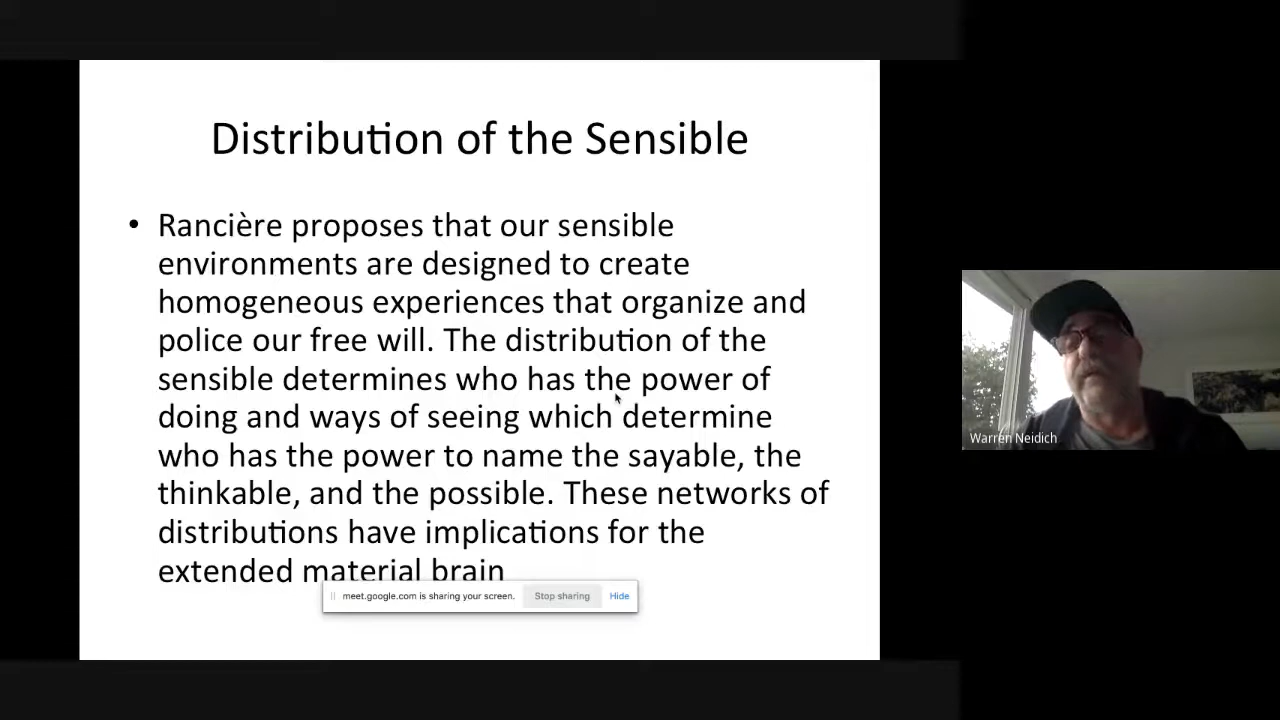 Distribution of the Sensible
• Rancière proposes that our sensible
environments are designed to create
homogeneous experiences that organize and
police our free will. The distribution of the
sensible determines who has the power of
doing and ways of seeing which determine
who has the power to name the sayable, the
thinkable, and the possible. These networks of
distributions have implications for the
extended material brain
meet.google.com is sharing your screen. Stop sharing Hide
Warren Neidich